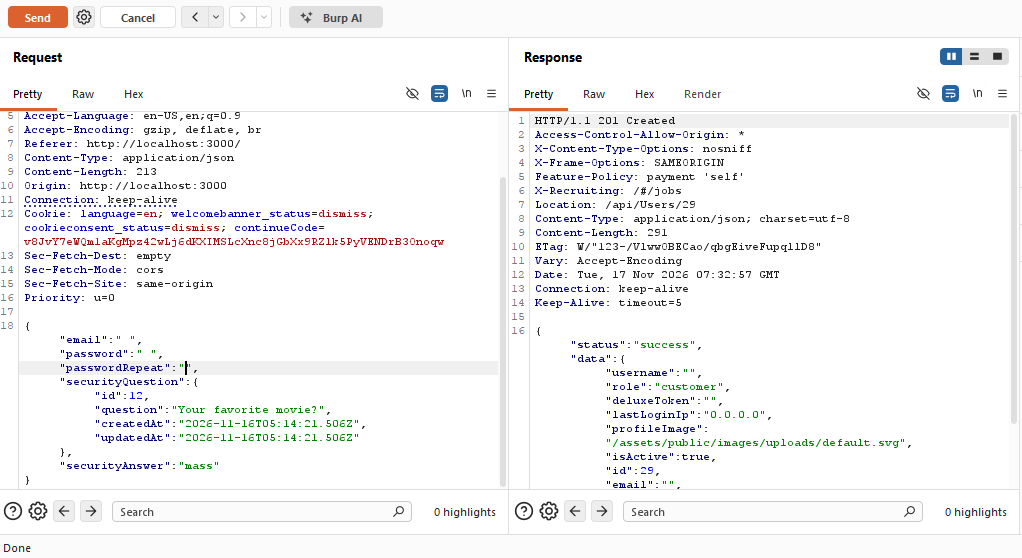 Send
Cancel
Burp AI
Request
Pretty
Raw
Hex
\n
5 Accept-Language: en-US,en;q=0.9
6 Accept-Encoding: gzip, deflate, br
7 Referer: http://localhost:3000/
8 Content-Type: application/json
9 Content-Length: 213
10 Origin: http://localhost:3000
11 Connection: keep-alive
12 Cookie: language=en; welcomebanner_status=dismiss;
cookieconsent_status=dismiss; continueCode=
13 Sec-Fetch-Dest: empty
14 Sec-Fetch-Mode: cors
15 Sec-Fetch-Site: same-origin
16 Priority: u=0
17
18 {
"email":" ",
"password":" ",
"passwordRepeat":"",
"securityQuestion":{
"id":12,
"question":"Your favorite movie?",
"createdAt":"2026-11-16T05:14:21.506Z",
"updatedAt":"2026-11-16T05:14:21.506Z"
},
"securityAnswer":"mass"
}
Search
0 highlights
Response
Pretty
Raw
Hex
Render
\n
1 HTTP/1.1 201 Created
2 Access-Control-Allow-Origin: *
3 X-Content-Type-Options: nosniff
4 X-Frame-Options: SAMEORIGIN
5 Feature-Policy: payment 'self'
6 X-Recruiting: /#/jobs
7 Location: /api/Users/29
8 Content-Type: application/json; charset=utf-8
9 Content-Length: 291
10 ETag:
11 Vary: Accept-Encoding
12 Date: Tue, 17 Nov 2026 07:32:57 GMT
13 Connection: keep-alive
14 Keep-Alive: timeout=5
15
16 {
"status":"success",
"data":{
"username":"",
"role":"customer",
"deluxeToken":"",
"lastLoginIp":"0.0.0.0",
"profileImage":
"/assets/public/images/uploads/default.svg",
"isActive":true,
"id":29,
"email":"",
Search
0 highlights
Done